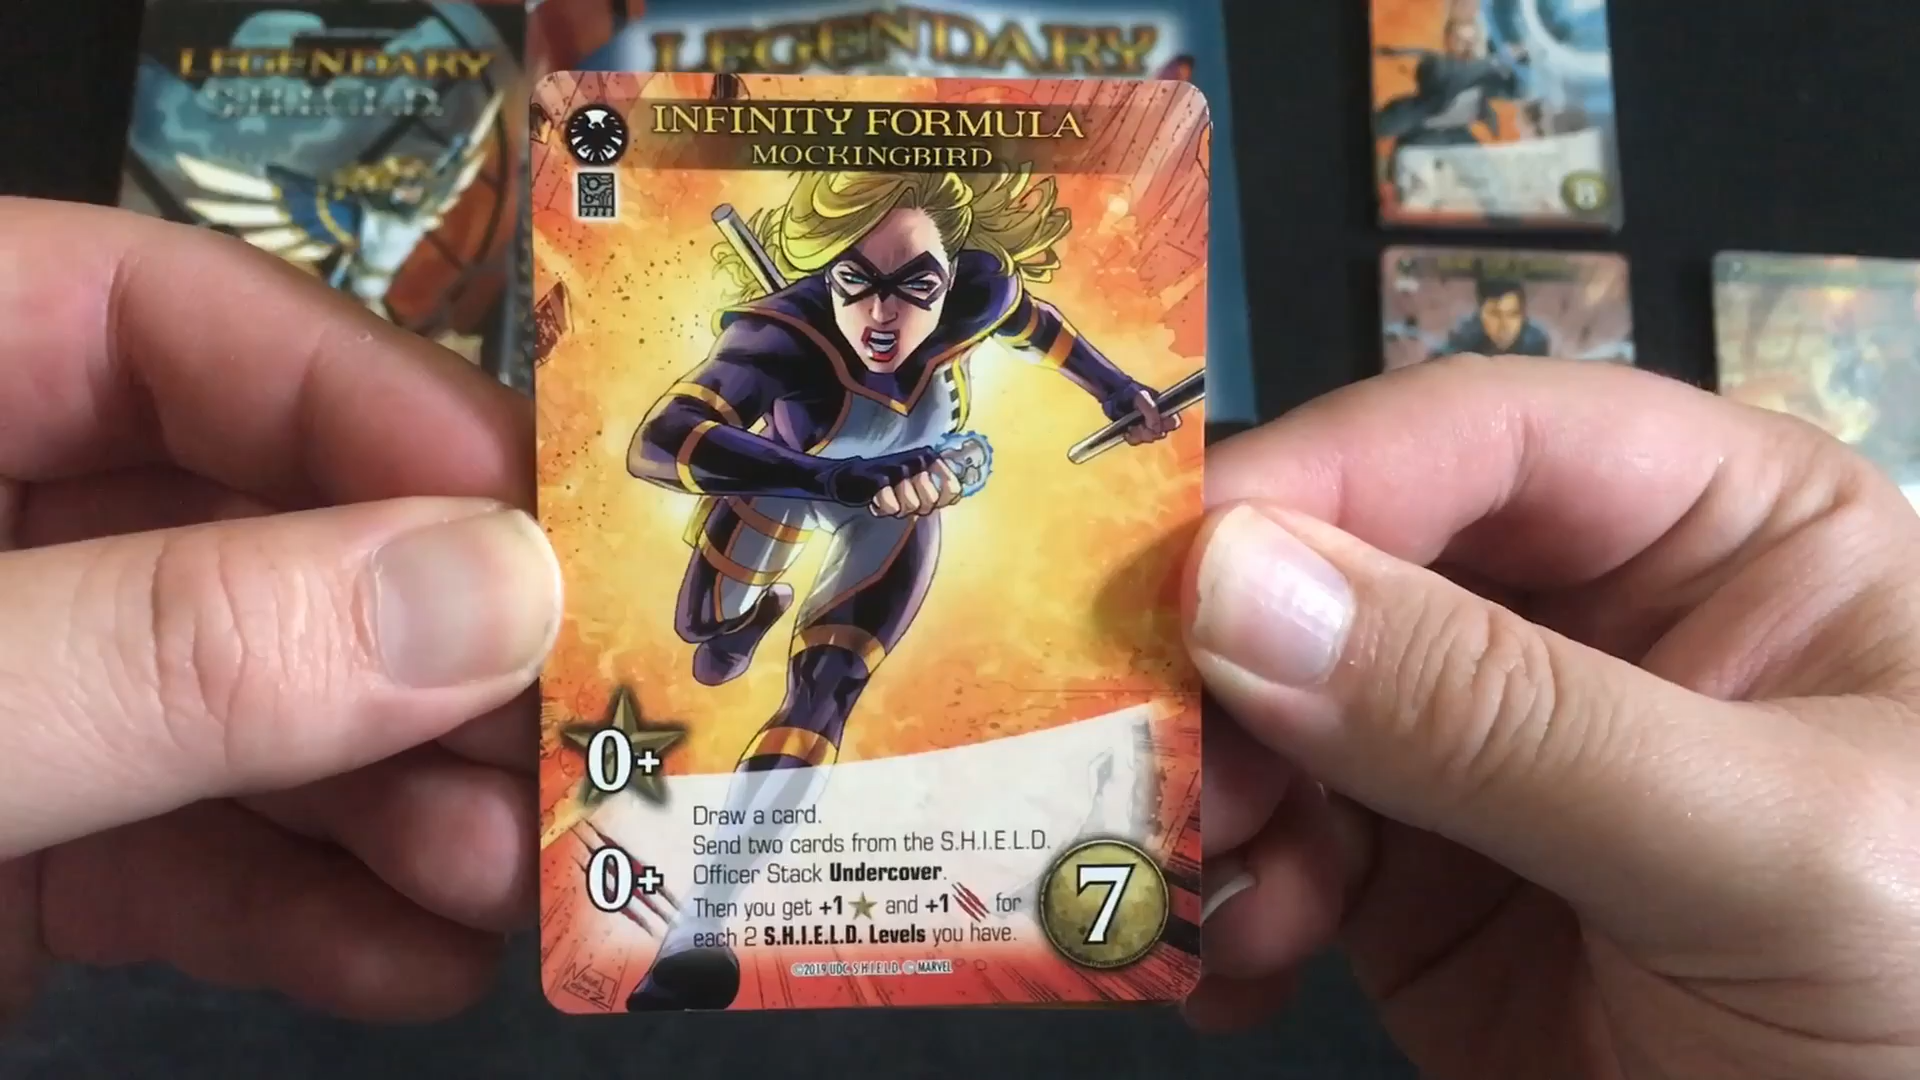 LEGENDARY
S.H.I.E.L.D.
LEGENDARY
INFINITY FORMULA
MOCKINGBIRD
0+
0+
Draw a card.
Send two cards from the S.H.I.E.L.D.
Officer Stack Undercover.
Then you get +1 and +1 for
each 2 S.H.I.E.L.D. Levels you have.
7
©2019 UDC S.H.I.E.L.D. © MARVEL
8